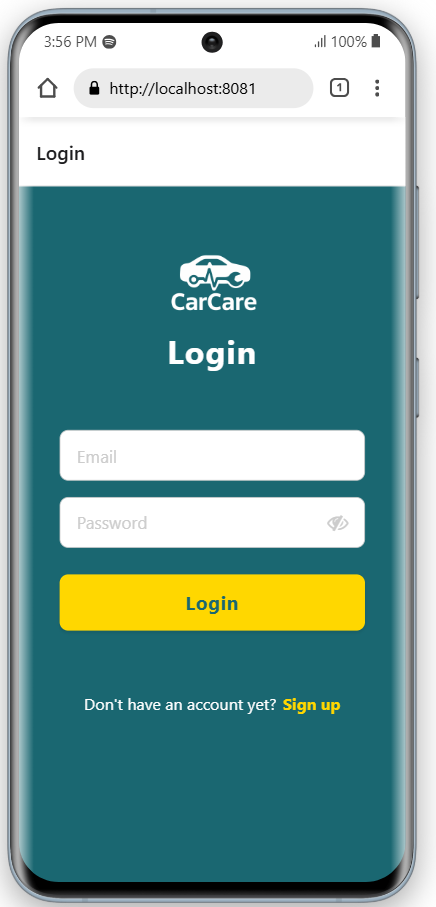 3:56 PM 100%
http://localhost:8081 1
Login
CarCare
Login
Email
Password
Login
Don't have an account yet? Sign up